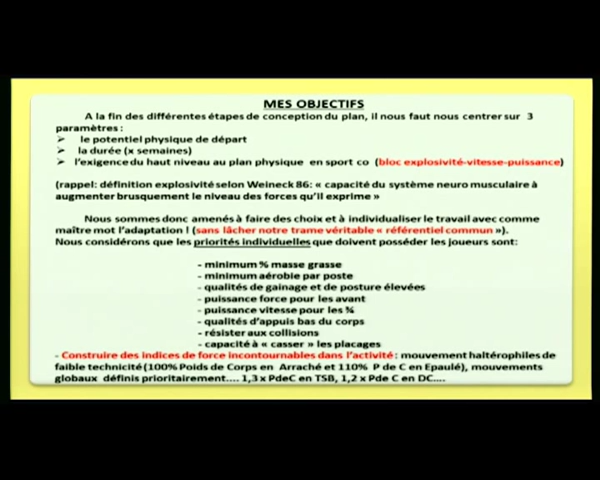 MES OBJECTIFS
A la fin des différentes étapes de conception du plan, il nous faut nous centrer sur 3
paramètres :
➢ le potentiel physique de départ
➢ la durée (x semaines)
➢ l'exigence du haut niveau au plan physique en sport co (bloc explosivité-vitesse-puissance)
(rappel: définition explosivité selon Weineck 86: « capacité du système neuro musculaire à
augmenter brusquement le niveau des forces qu'il exprime »
Nous sommes donc amenés à faire des choix et à individualiser le travail avec comme
maître mot l'adaptation ! (sans lâcher notre trame véritable « référentiel commun »).
Nous considérons que les priorités individuelles que doivent posséder les joueurs sont:
- minimum % masse grasse
- minimum aérobie par poste
- qualités de gainage et de posture élevées
- puissance force pour les avant
- puissance vitesse pour les ¾
- qualités d'appuis bas du corps
- résister aux collisions
- capacité à « casser » les placages
- Construire des indices de force incontournables dans l'activité : mouvement haltérophiles de
faible technicité (100% Poids de Corps en Arraché et 110% P de C en Epaulé), mouvements
globaux définis prioritairement.... 1,3 x PdeC en TSB, 1,2 x P de C en DC....